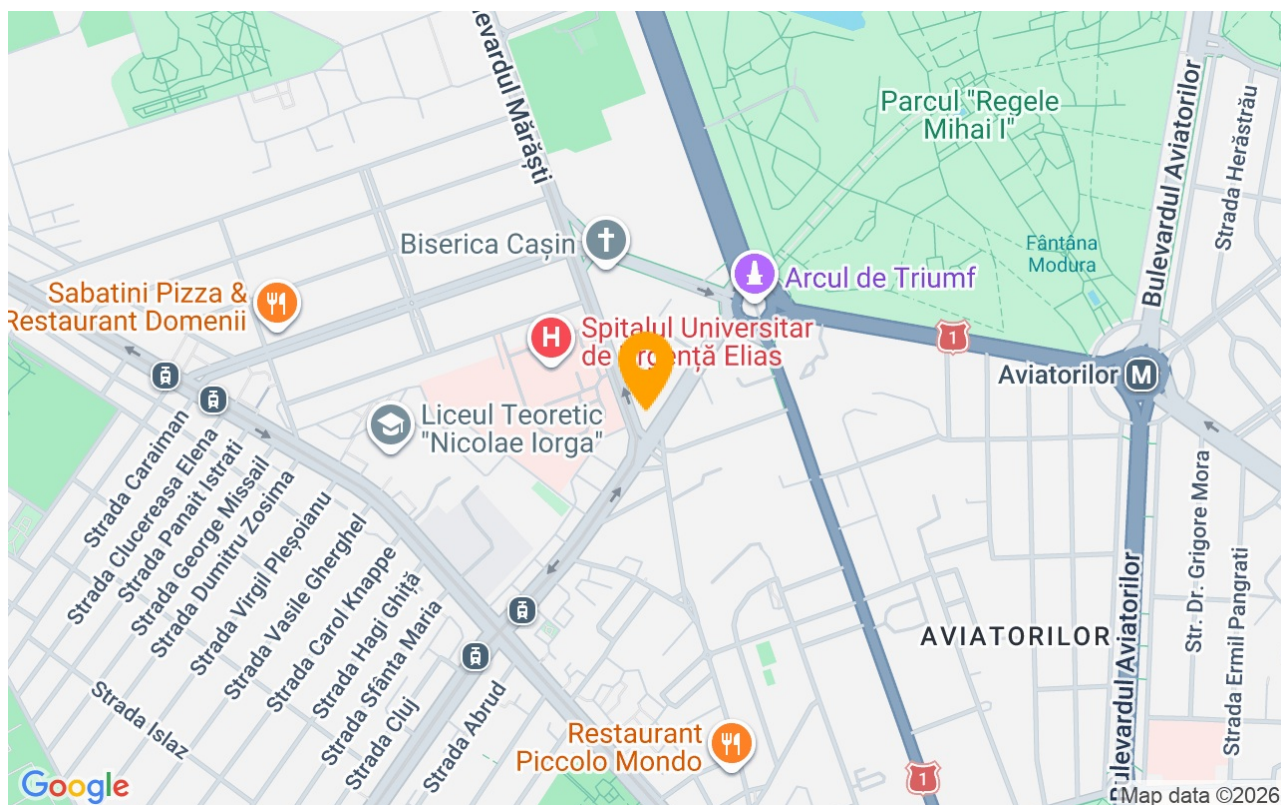 Bulevardul Aviatorilor
Strada Herăstrău
Parcul "Regele
Mihai I"
Fântâna
Modura
Biserica Cașin
Arcul de Triumf
Sabatini Pizza &
Restaurant Domenii
H
Spitalul Universitar
de Urgență Elias
1
Aviatorilor
M
Liceul Teoretic
"Nicolae Iorga"
Strada Caraiman
Strada Clucereasa Elena
Strada Panait Istrati
Strada George Missail
Strada Dumitru Zosima
Strada Virgil Pleșoianu
Strada Vasile Gherghel
Strada Carol Knappe
Strada Hagi Ghiță
Strada Sfânta Maria
Strada Cluj
Strada Abrud
Strada Islaz
Str. Dr. Grigore Mora
Strada Ermil Pangrati
AVIATORILOR
Bulevardul Aviatorilor
Restaurant
Piccolo Mondo
1
Google
Map data ©2026